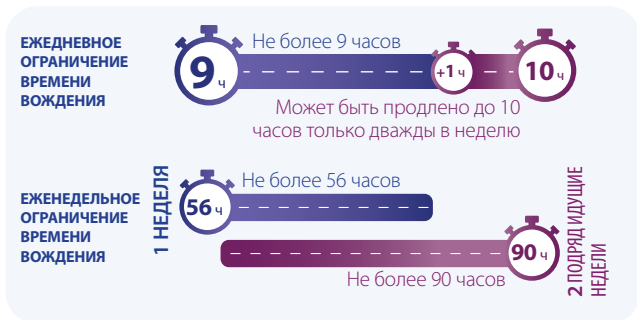 ЕЖЕДНЕВНОЕ
ОГРАНИЧЕНИЕ
ВРЕМЕНИ
ВОЖДЕНИЯ
9 ч
Не более 9 часов
+1 ч
10 ч
Может быть продлено до 10
часов только дважды в неделю
ЕЖЕНЕДЕЛЬНОЕ
ОГРАНИЧЕНИЕ
ВРЕМЕНИ
ВОЖДЕНИЯ
1 НЕДЕЛЯ
56 ч
Не более 56 часов
90 ч
Не более 90 часов
2 ПОДРЯД ИДУЩИЕ
НЕДЕЛИ